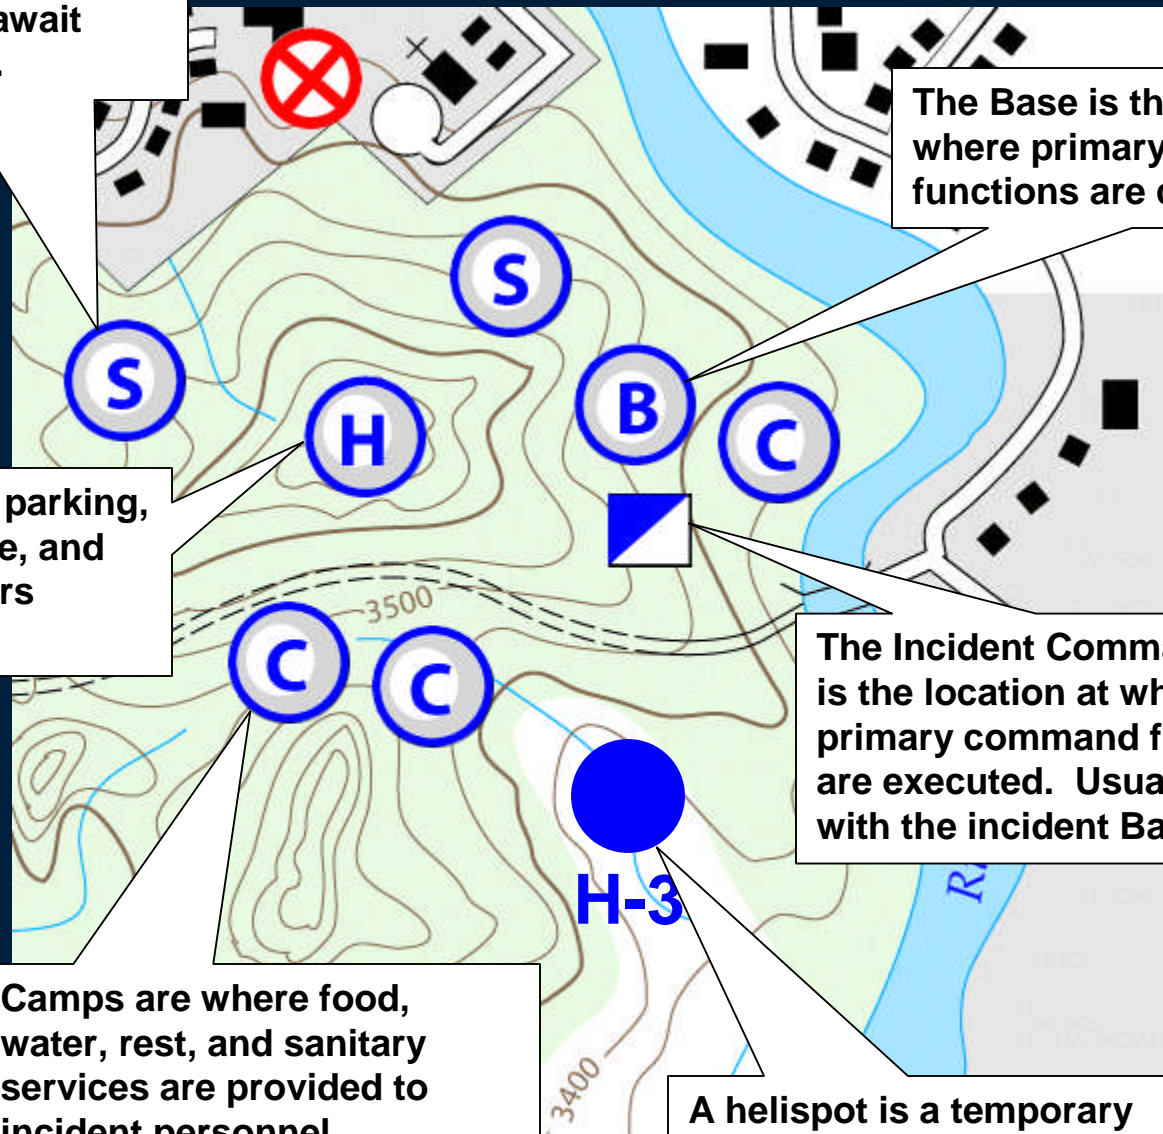 await
The Base is th
where primary
functions are
S
S
B
C
H
parking,
and
3500
C
C
The Incident Comma
is the location at wh
primary command f
are executed. Usua
with the incident Ba
H-3
Camps are where food,
water, rest, and sanitary
services are provided to
incident personnel
3400
A helispot is a temporary